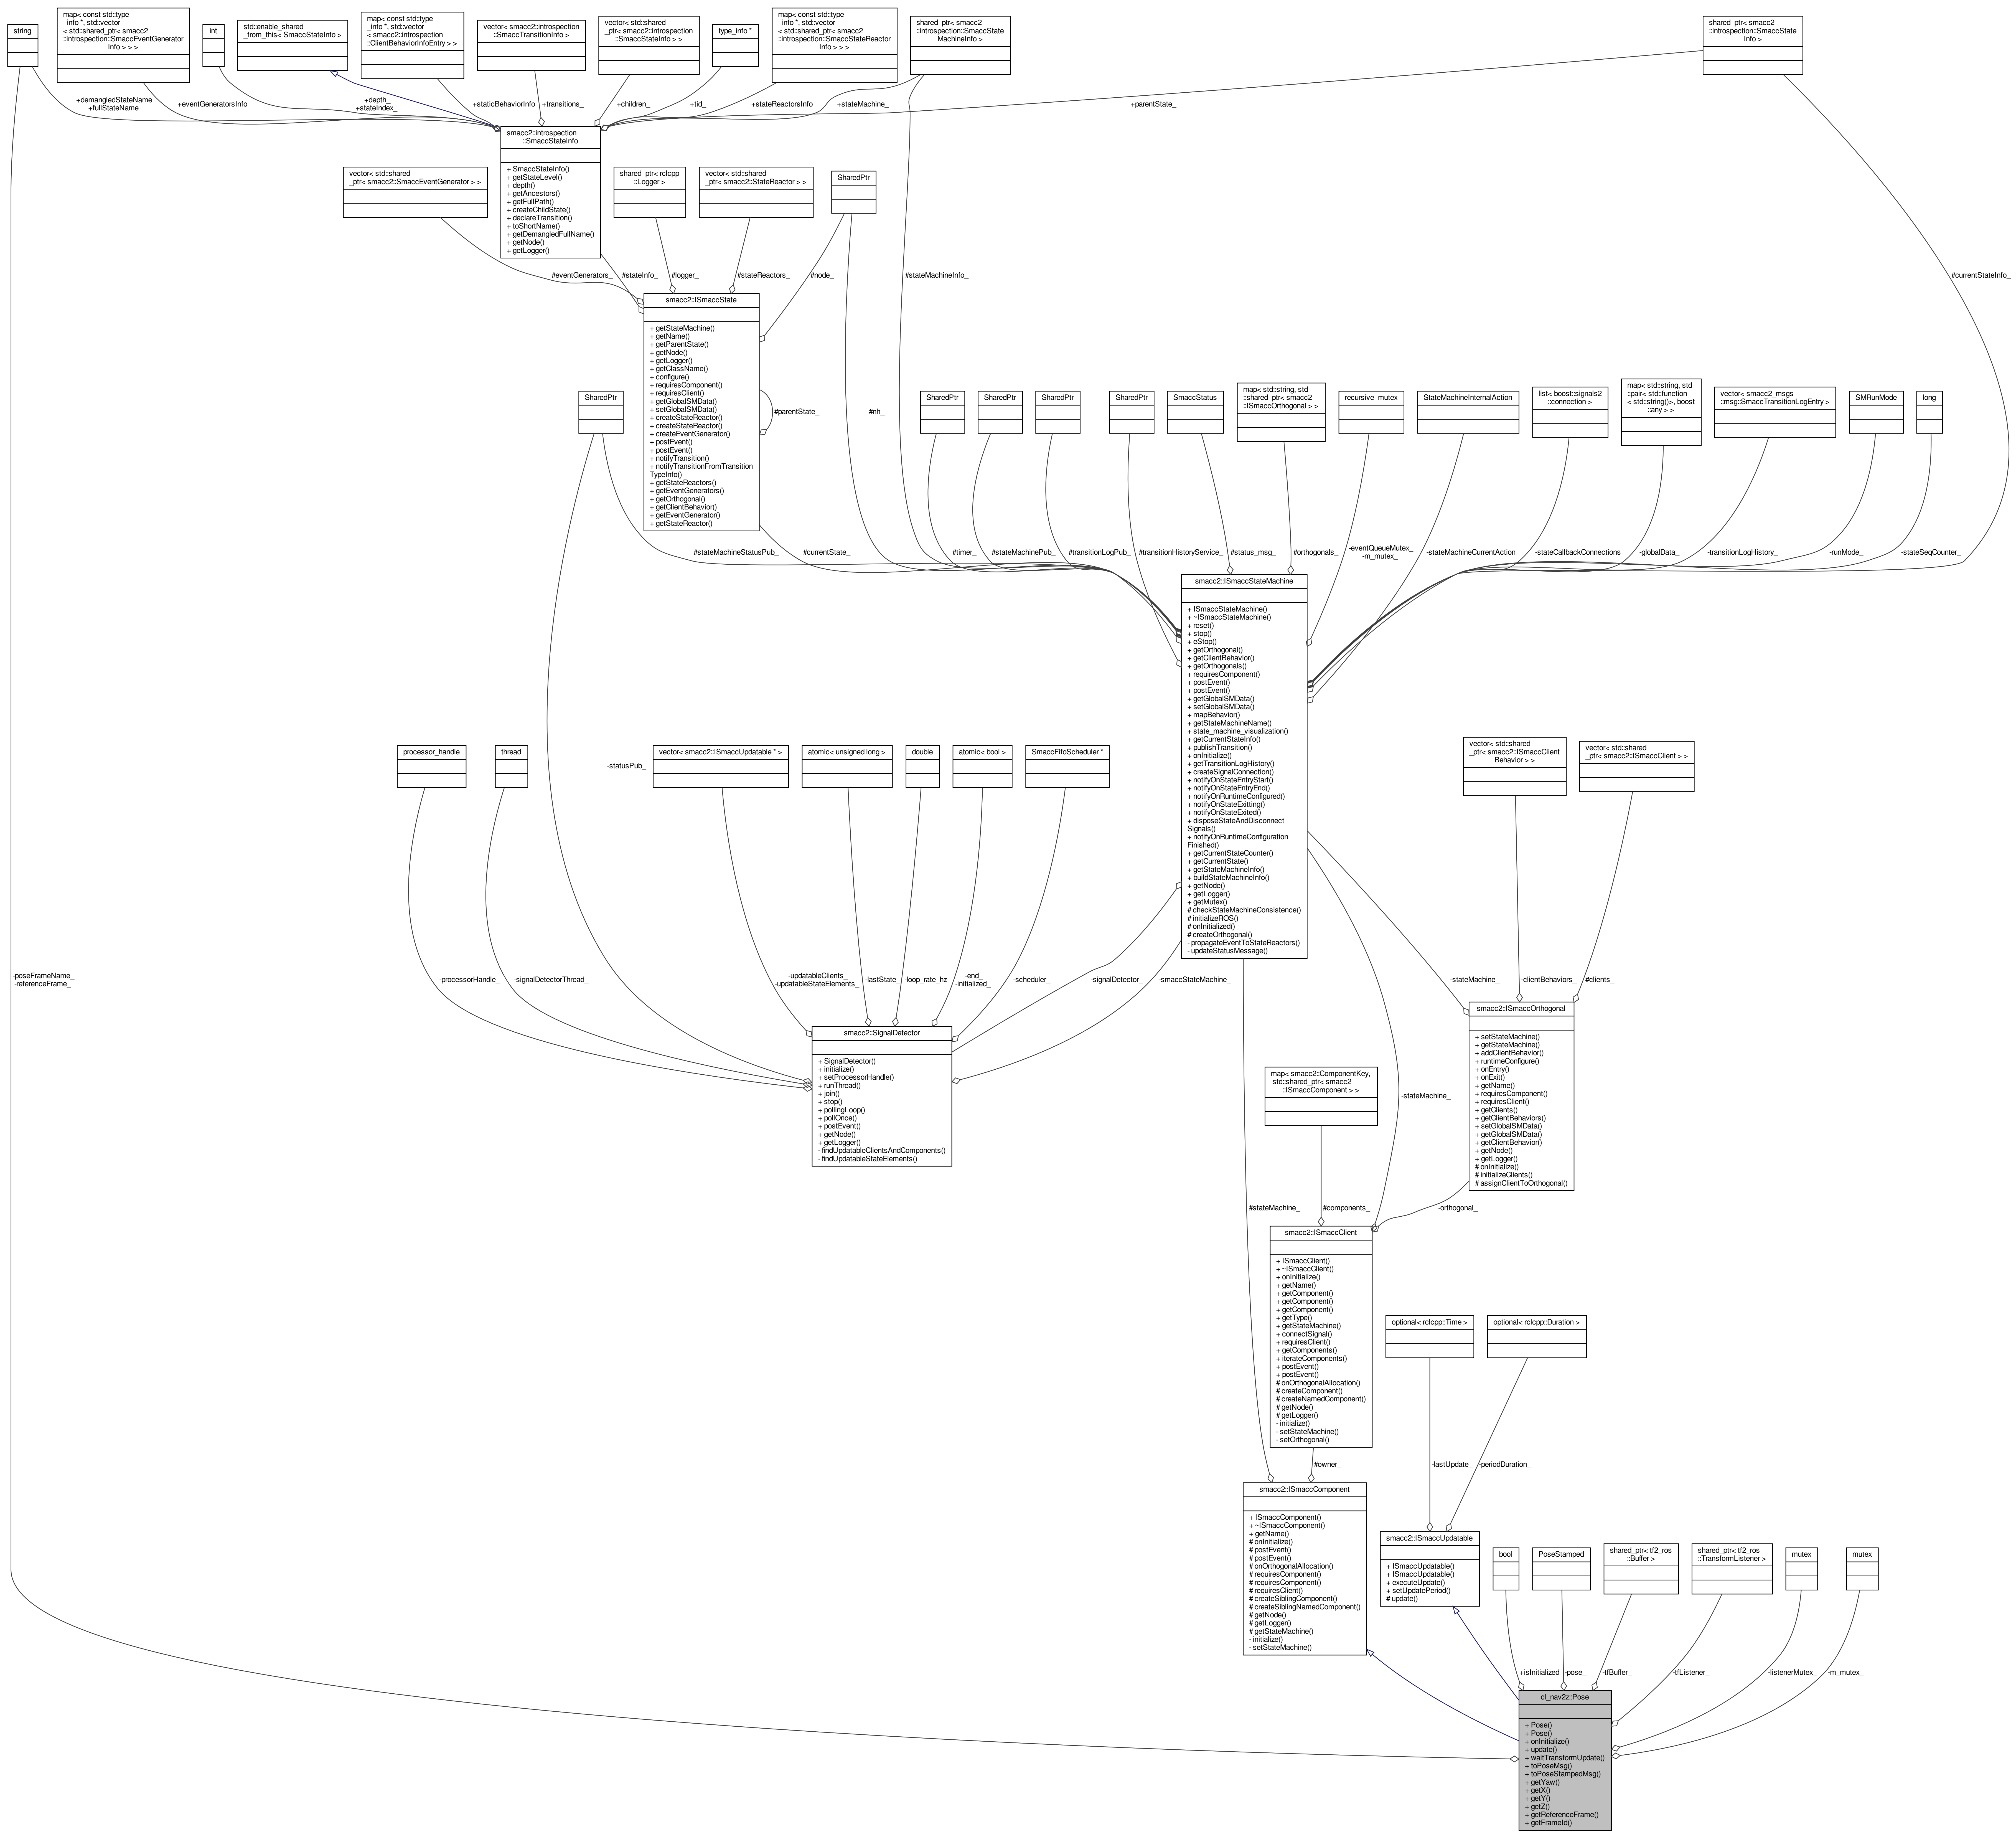 string
map< const std::type
_info *, std::vector
< std::shared_ptr< smacc2
::introspection::SmaccEventGenerator
Info > > >
int
std::enable_shared
_from_this< SmaccStateInfo >
map< const std::type
_info *, std::vector
< smacc2::introspection
::ClientBehaviorInfoEntry > >
vector< smacc2::introspection
::SmaccTransitionInfo >
vector< std::shared
_ptr< smacc2::introspection
::SmaccStateInfo > >
type_info *
map< const std::type
_info *, std::vector
< std::shared_ptr< smacc2
::introspection::SmaccStateReactor
Info > > >
shared_ptr< smacc2
::introspection::SmaccState
MachineInfo >
shared_ptr< smacc2
::introspection::SmaccState
Info >
+demangledStateName
+fullStateName
+eventGeneratorsInfo
+depth_
+stateIndex_
+staticBehaviorInfo
+transitions_
+children_
+tid_
+stateReactorsInfo
+stateMachine_
+parentState_
smacc2::introspection
::SmaccStateInfo
+ SmaccStateInfo()
+ getStateLevel()
+ depth()
+ getAncestors()
+ getFullPath()
+ createChildState()
+ declareTransition()
+ toShortName()
+ getDemangledFullName()
+ getNode()
+ getLogger()
vector< std::shared
_ptr< smacc2::SmaccEventGenerator > >
shared_ptr< rclcpp
::Logger >
vector< std::shared
_ptr< smacc2::StateReactor > >
SharedPtr
#eventGenerators_
#stateInfo_
#logger_
#stateReactors_
#node_
#stateMachineInfo_
#currentStateInfo_
smacc2::ISmaccState
+ getStateMachine()
+ getName()
+ getParentState()
+ getNode()
+ getLogger()
+ getClassName()
+ configure()
+ requiresComponent()
+ requiresClient()
+ getGlobalSMData()
+ setGlobalSMData()
+ createStateReactor()
+ createStateReactor()
+ createEventGenerator()
+ postEvent()
+ postEvent()
+ notifyTransition()
+ notifyTransitionFromTransition
TypeInfo()
+ getStateReactors()
+ getEventGenerators()
+ getOrthogonal()
+ getClientBehavior()
+ getEventGenerator()
+ getStateReactor()
#parentState_
#nh_
SharedPtr
SharedPtr
SharedPtr
SharedPtr
SharedPtr
SmaccStatus
map< std::string, std
::shared_ptr< smacc2
::ISmaccOrthogonal > >
recursive_mutex
StateMachineInternalAction
list< boost::signals2
::connection >
map< std::string, std
::pair< std::function
< std::string()>, boost
::any > >
vector< smacc2_msgs
::msg::SmaccTransitionLogEntry >
SMRunMode
long
#stateMachineStatusPub_
#currentState_
#timer_
#stateMachinePub_
#transitionLogPub_
#transitionHistoryService_
#status_msg_
#orthogonals_
-eventQueueMutex_
-m_mutex_
-stateMachineCurrentAction
-stateCallbackConnections
-globalData_
-transitionLogHistory_
-runMode_
-stateSeqCounter_
smacc2::ISmaccStateMachine
+ ISmaccStateMachine()
+ ~ISmaccStateMachine()
+ reset()
+ stop()
+ eStop()
+ getOrthogonal()
+ getClientBehavior()
+ getOrthogonals()
+ requiresComponent()
+ postEvent()
+ postEvent()
+ getGlobalSMData()
+ setGlobalSMData()
+ mapBehavior()
+ getStateMachineName()
+ state_machine_visualization()
+ getCurrentStateInfo()
+ publishTransition()
+ onInitialize()
+ getTransitionLogHistory()
+ createSignalConnection()
+ notifyOnStateEntryStart()
+ notifyOnStateEntryEnd()
+ notifyOnRuntimeConfigured()
+ notifyOnStateExitting()
+ notifyOnStateExited()
+ disposeStateAndDisconnect
Signals()
+ notifyOnRuntimeConfiguration
Finished()
+ getCurrentStateCounter()
+ getCurrentState()
+ getStateMachineInfo()
+ buildStateMachineInfo()
+ getNode()
+ getLogger()
+ getMutex()
# checkStateMachineConsistence()
# initializeROS()
# onInitialized()
# createOrthogonal()
- propagateEventToStateReactors()
- updateStatusMessage()
processor_handle
thread
-statusPub_
vector< smacc2::ISmaccUpdatable * >
atomic< unsigned long >
double
atomic< bool >
SmaccFifoScheduler *
vector< std::shared
_ptr< smacc2::ISmaccClient
Behavior > >
vector< std::shared
_ptr< smacc2::ISmaccClient > >
-poseFrameName_
-referenceFrame_
-processorHandle_
-signalDetectorThread_
-updatableClients_
-updatableStateElements_
-lastState_
-loop_rate_hz
-end_
-initialized_
-scheduler_
-signalDetector_
-smaccStateMachine_
-stateMachine_
-clientBehaviors_
#clients_
smacc2::SignalDetector
+ SignalDetector()
+ initialize()
+ setProcessorHandle()
+ runThread()
+ join()
+ stop()
+ pollingLoop()
+ pollOnce()
+ postEvent()
+ getNode()
+ getLogger()
- findUpdatableClientsAndComponents()
- findUpdatableStateElements()
smacc2::ISmaccOrthogonal
+ setStateMachine()
+ getStateMachine()
+ addClientBehavior()
+ runtimeConfigure()
+ onEntry()
+ onExit()
+ getName()
+ requiresComponent()
+ requiresClient()
+ getClients()
+ getClientBehaviors()
+ setGlobalSMData()
+ getGlobalSMData()
+ getClientBehavior()
+ getNode()
+ getLogger()
# onInitialize()
# initializeClients()
# assignClientToOrthogonal()
map< smacc2::ComponentKey,
std::shared_ptr< smacc2
::ISmaccComponent > >
-stateMachine_
#stateMachine_
#components_
-orthogonal_
smacc2::ISmaccClient
+ ISmaccClient()
+ ~ISmaccClient()
+ onInitialize()
+ getName()
+ getComponent()
+ getComponent()
+ getComponent()
+ getType()
+ getStateMachine()
+ connectSignal()
+ requiresClient()
+ getComponents()
+ iterateComponents()
+ postEvent()
+ postEvent()
# onOrthogonalAllocation()
# createComponent()
# createNamedComponent()
# getNode()
# getLogger()
- initialize()
- setStateMachine()
- setOrthogonal()
optional< rclcpp::Time >
optional< rclcpp::Duration >
#owner_
-lastUpdate_
-periodDuration_
smacc2::ISmaccComponent
+ ISmaccComponent()
+ ~ISmaccComponent()
+ getName()
# onInitialize()
# postEvent()
# postEvent()
# onOrthogonalAllocation()
# requiresComponent()
# requiresComponent()
# requiresClient()
# createSiblingComponent()
# createSiblingNamedComponent()
# getNode()
# getLogger()
# getStateMachine()
- initialize()
- setStateMachine()
smacc2::ISmaccUpdatable
+ ISmaccUpdatable()
+ ISmaccUpdatable()
+ executeUpdate()
+ setUpdatePeriod()
# update()
bool
PoseStamped
shared_ptr< tf2_ros
::Buffer >
shared_ptr< tf2_ros
::TransformListener >
mutex
mutex
+isInitialized
-pose_
-tfBuffer_
-tfListener_
-listenerMutex_
-m_mutex_
cl_nav2z::Pose
+ Pose()
+ Pose()
+ onInitialize()
+ update()
+ waitTransformUpdate()
+ toPoseMsg()
+ toPoseStampedMsg()
+ getYaw()
+ getX()
+ getY()
+ getZ()
+ getReferenceFrame()
+ getFrameId()